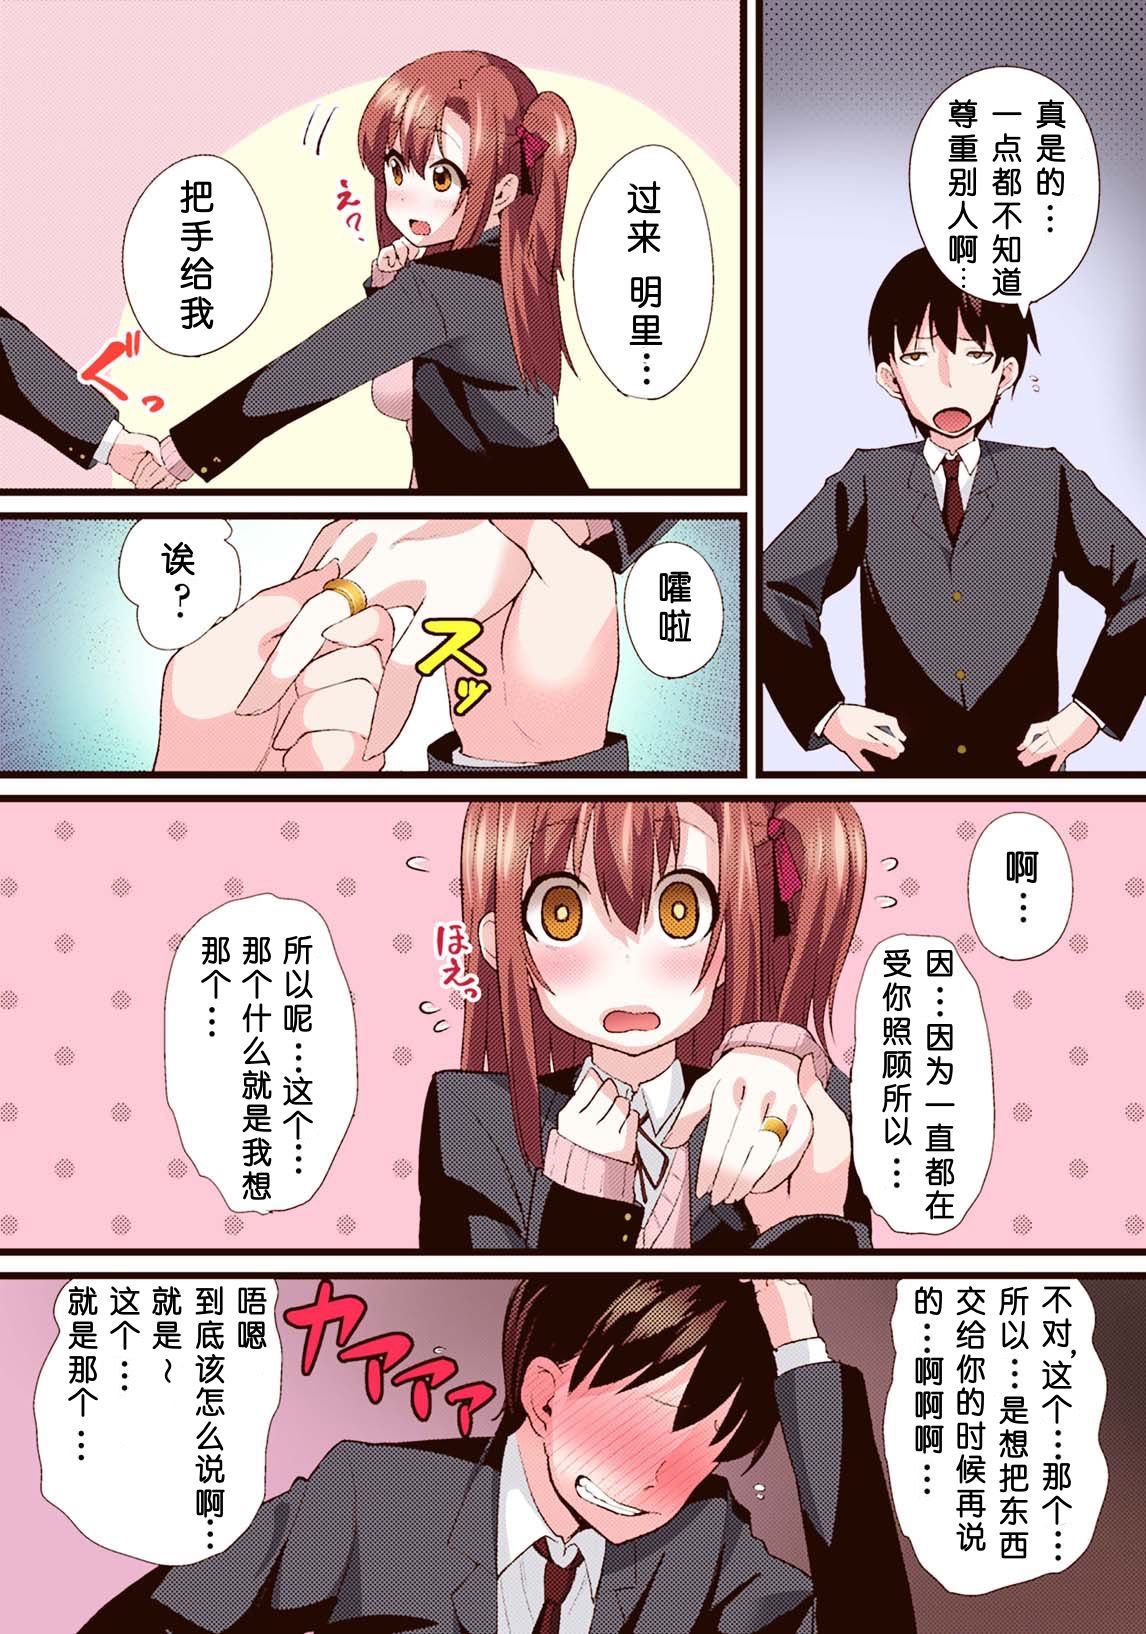 真是的…
一点都不知道
尊重别人啊…
过来 明里…
え?
把手给我
ぐっ
嚯啦
诶?
スッ
啊…
因…因为一直都在
受你照顾所以…
ほえっ
所以呢…这个…
那个什么就是我想
那个…
不对,这个…那个…
所以…是想把东西
交给你的时候再说
的…啊啊啊…
カアアアァ
唔嗯
到底该怎么说啊…
就是~
这个…
就是那个…